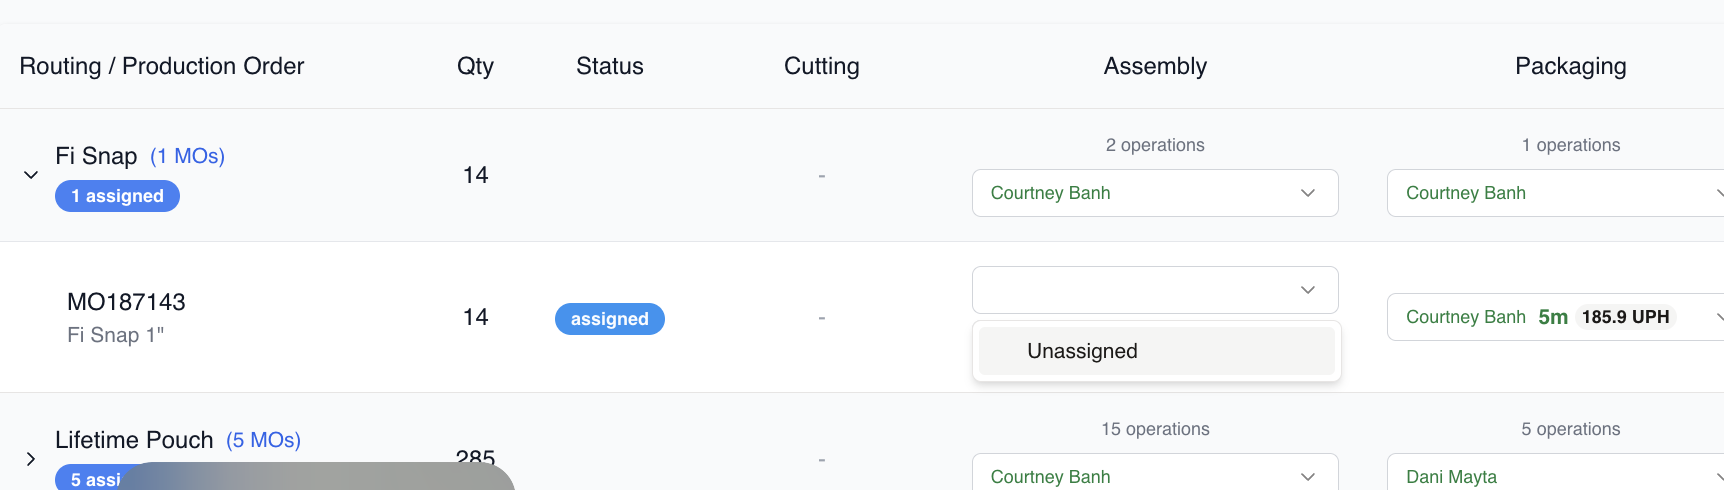 Routing / Production Order Qty Status Cutting Assembly Packaging
2 operations 1 operations
Fi Snap (1 MOs)
1 assigned
14 - Courtney Banh Courtney Banh
MO187143
Fi Snap 1"
14 assigned - Courtney Banh 5m 185.9 UPH
Unassigned
15 operations 5 operations
Lifetime Pouch (5 MOs)
285 - Courtney Banh Dani Mayta
5 assi